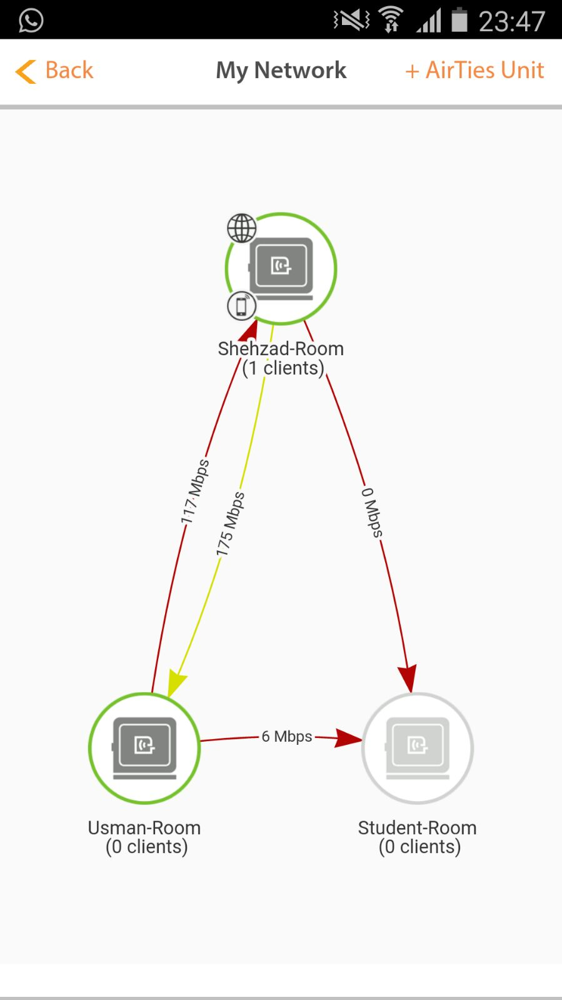 23:47
Back
My Network
+ AirTies Unit
Shehzad-Room
(1 clients)
117 Mbps
175 Mbps
0 Mbps
6 Mbps
Usman-Room
(0 clients)
Student-Room
(0 clients)